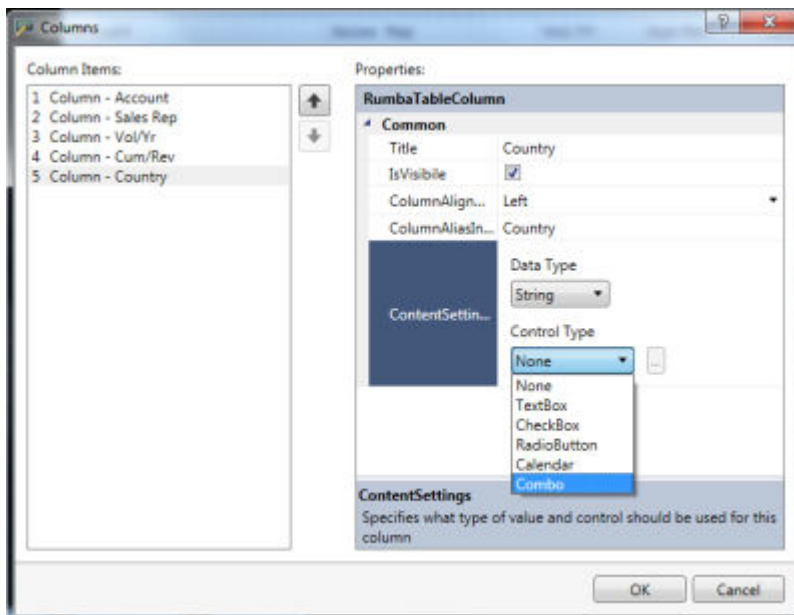 Columns
Column Items:
1 Column - Account
2 Column - Sales Rep
3 Column - Vol/Yr
4 Column - Cum/Rev
5 Column - Country
Properties:
RumbaTableColumn
Common
Title Country
IsVisibile
ColumnAlign... Left
ColumnAliasIn... Country
ContentSettin...
Data Type
String
Control Type
None
...
None
TextBox
CheckBox
RadioButton
Calendar
Combo
ContentSettings
Specifies what type of value and control should be used for this
column
OK Cancel